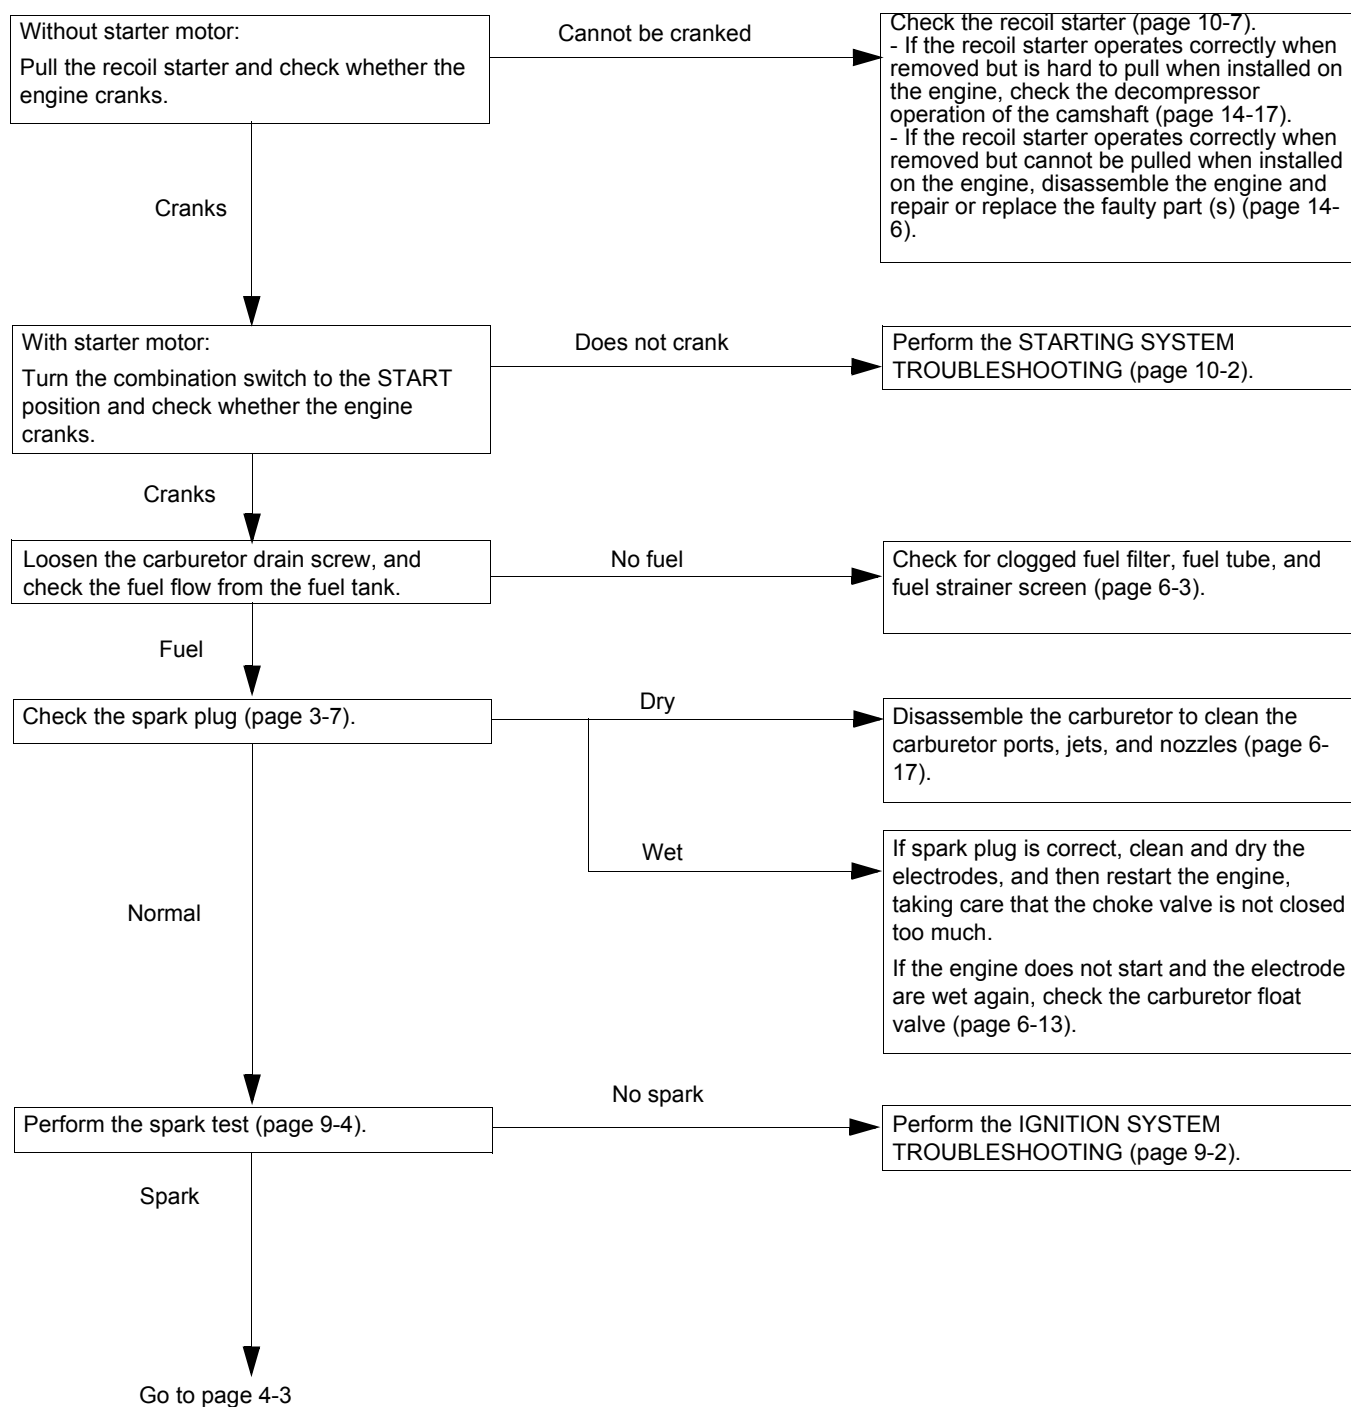 Without starter motor:
Pull the recoil starter and check whether the
engine cranks.
Cannot be cranked
Check the recoil starter (page 10-7).
- If the recoil starter operates correctly when
removed but is hard to pull when installed on
the engine, check the decompressor
operation of the camshaft (page 14-17).
- If the recoil starter operates correctly when
removed but cannot be pulled when installed
on the engine, disassemble the engine and
repair or replace the faulty part (s) (page 14-
6).
Cranks
With starter motor:
Turn the combination switch to the START
position and check whether the engine
cranks.
Does not crank
Perform the STARTING SYSTEM
TROUBLESHOOTING (page 10-2).
Cranks
Loosen the carburetor drain screw, and
check the fuel flow from the fuel tank.
No fuel
Check for clogged fuel filter, fuel tube, and
fuel strainer screen (page 6-3).
Fuel
Check the spark plug (page 3-7).
Dry
Disassemble the carburetor to clean the
carburetor ports, jets, and nozzles (page 6-
17).
Wet
If spark plug is correct, clean and dry the
electrodes, and then restart the engine,
taking care that the choke valve is not closed
too much.
If the engine does not start and the electrode
are wet again, check the carburetor float
valve (page 6-13).
Normal
Perform the spark test (page 9-4).
No spark
Perform the IGNITION SYSTEM
TROUBLESHOOTING (page 9-2).
Spark
Go to page 4-3